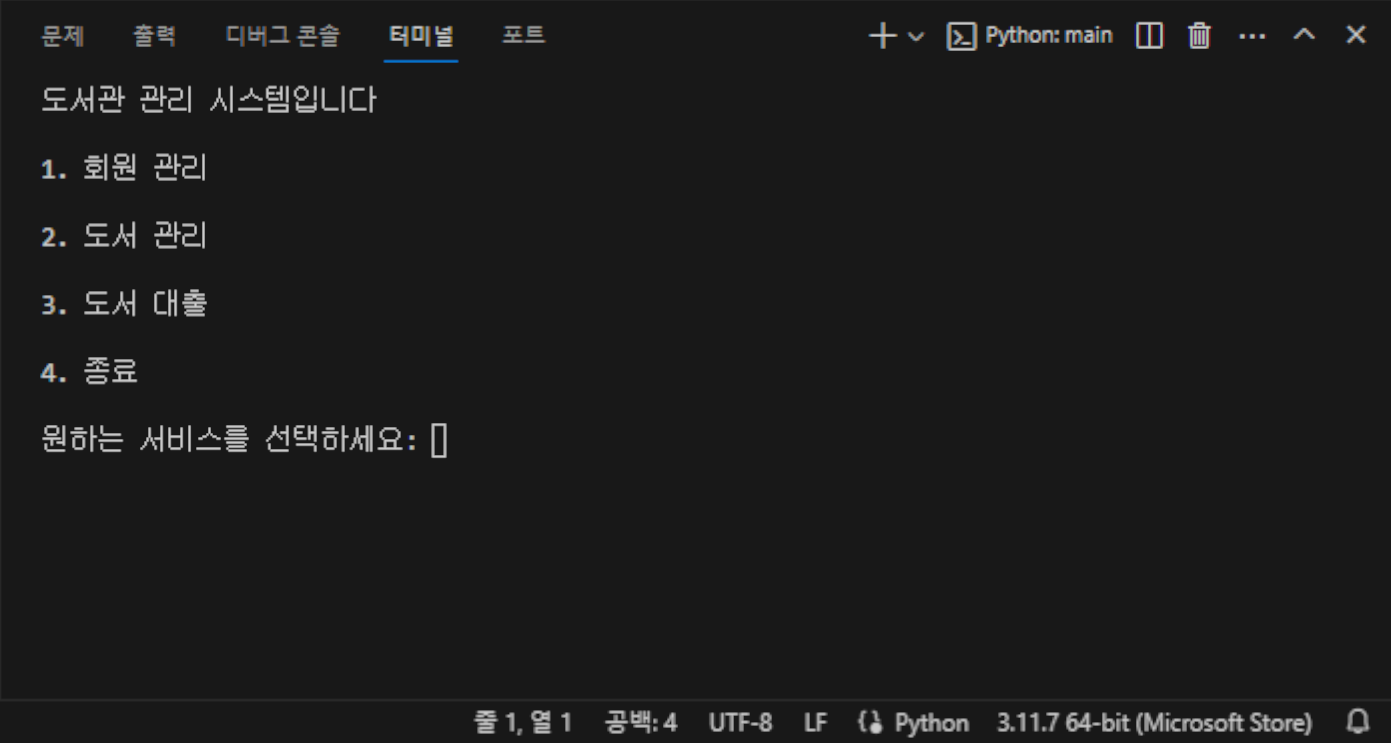 문제 출력 디버그 콘솔 터미널 포트 Python: main
도서관 관리 시스템입니다
1. 회원 관리
2. 도서 관리
3. 도서 대출
4. 종료
원하는 서비스를 선택하세요:
줄 1, 열 1 공백: 4 UTF-8 LF Python 3.11.7 64-bit (Microsoft Store)